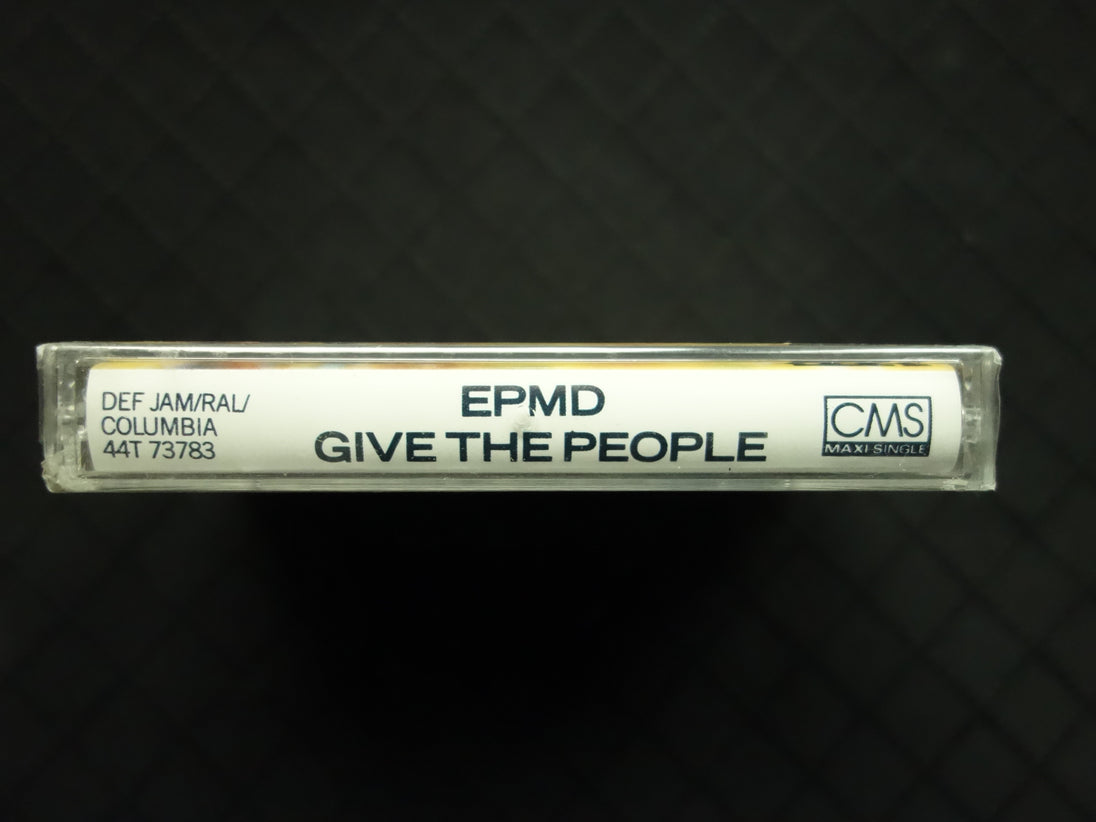 DEF JAM/RAL/
COLUMBIA
44T 73783
EPMD
GIVE THE PEOPLE
CMS
MAXI-SINGLE